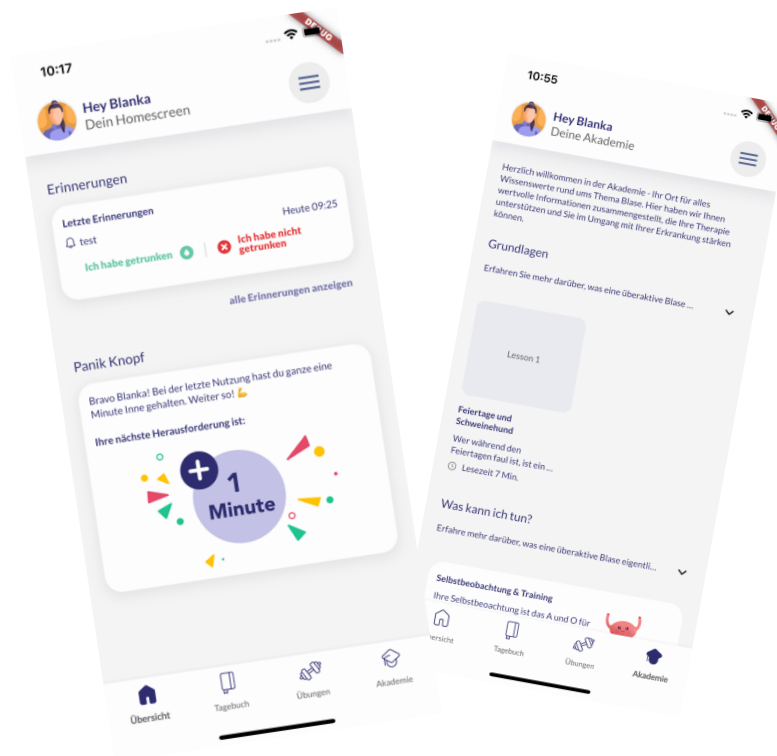 10:17
DEBUG
Hey Blanka
Dein Homescreen
Erinnerungen
Letzte Erinnerungen
Heute 09:25
test
Ich habe getrunken
Ich habe nicht
getrunken
alle Erinnerungen anzeigen
Panik Knopf
Bravo Blanka! Bei der letzte Nutzung hast du ganze eine
Minute Inne gehalten. Weiter so! 💪
Ihre nächste Herausforderung ist:
+ 1
Minute
Übersicht
Tagebuch
Übungen
Akademie
10:55
Hey Blanka
Deine Akademie
Herzlich willkommen in der Akademie - Ihr Ort für alles
Wissenswerte rund ums Thema Blase. Hier haben wir Ihnen
wertvolle Informationen zusammengestellt, die Ihre Therapie
unterstützen und Sie im Umgang mit Ihrer Erkrankung stärken
können.
Grundlagen
Erfahren Sie mehr darüber, was eine überaktive Blase ...
Lesson 1
Feiertage und
Schweinehund
Wer während den
Feiertagen faul ist, ist ein ...
Lesezeit 7 Min.
Was kann ich tun?
Erfahre mehr darüber, was eine überaktive Blase eigentli...
Selbstbeobachtung & Training
Ihre Selbstbeoachtung ist das A und O für
ersicht
Tagebuch
Übungen
Akademie